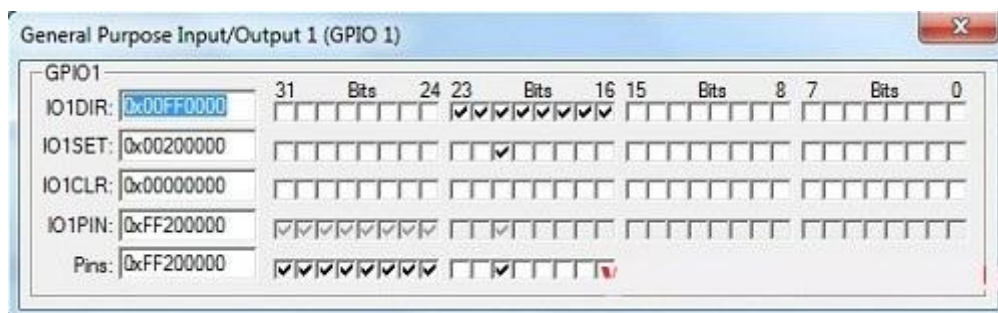 General Purpose Input/Output 1 (GPIO 1)
GPIO1
31 Bits 24 23 Bits 16 15 Bits 8 7 Bits 0
IO1DIR: 0x00FF0000
IO1SET: 0x00200000
IO1CLR: 0x00000000
IO1PIN: 0xFF200000
Pins: 0xFF200000